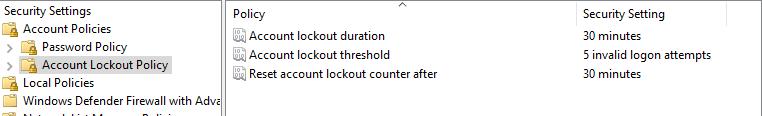 Security Settings
Account Policies
Password Policy
Account Lockout Policy
Local Policies
Windows Defender Firewall with Adva
Policy Security Setting
Account lockout duration 30 minutes
Account lockout threshold 5 invalid logon attempts
Reset account lockout counter after 30 minutes